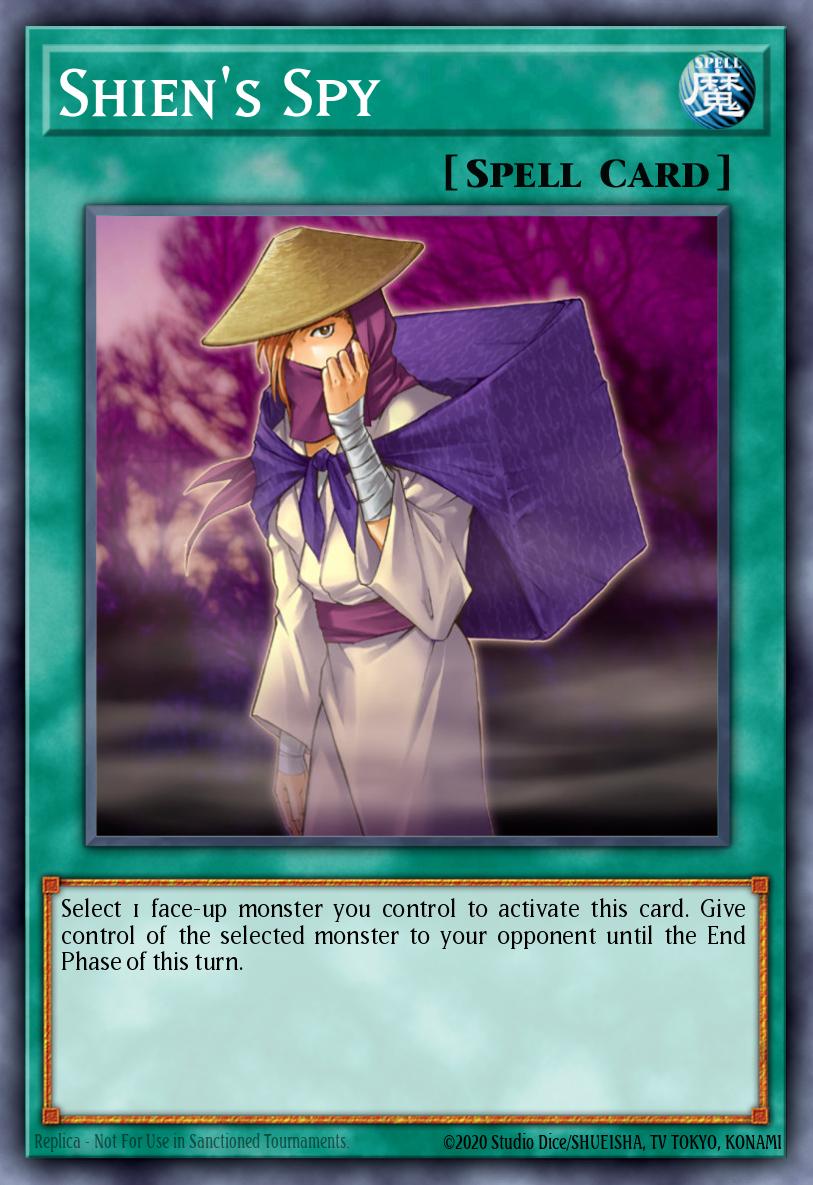 Shien's Spy
SPELL
魔
[Spell Card]
Select 1 face-up monster you control to activate this card. Give
control of the selected monster to your opponent until the End
Phase of this turn.
Replica - Not For Use in Sanctioned Tournaments.
©2020 Studio Dice/SHUEISHA, TV TOKYO, KONAMI